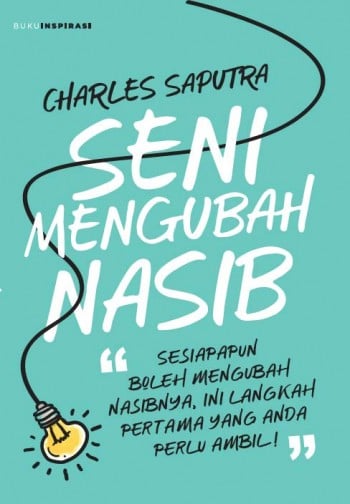 BUKUINSPIRASI
CHARLES SAPUTRA
SENI
MENGUBAH
NASIB
“
SESIAPAPUN
BOLEH MENGUBAH
NASIBNYA, INI LANGKAH
PERTAMA YANG ANDA
PERLU AMBIL!
”